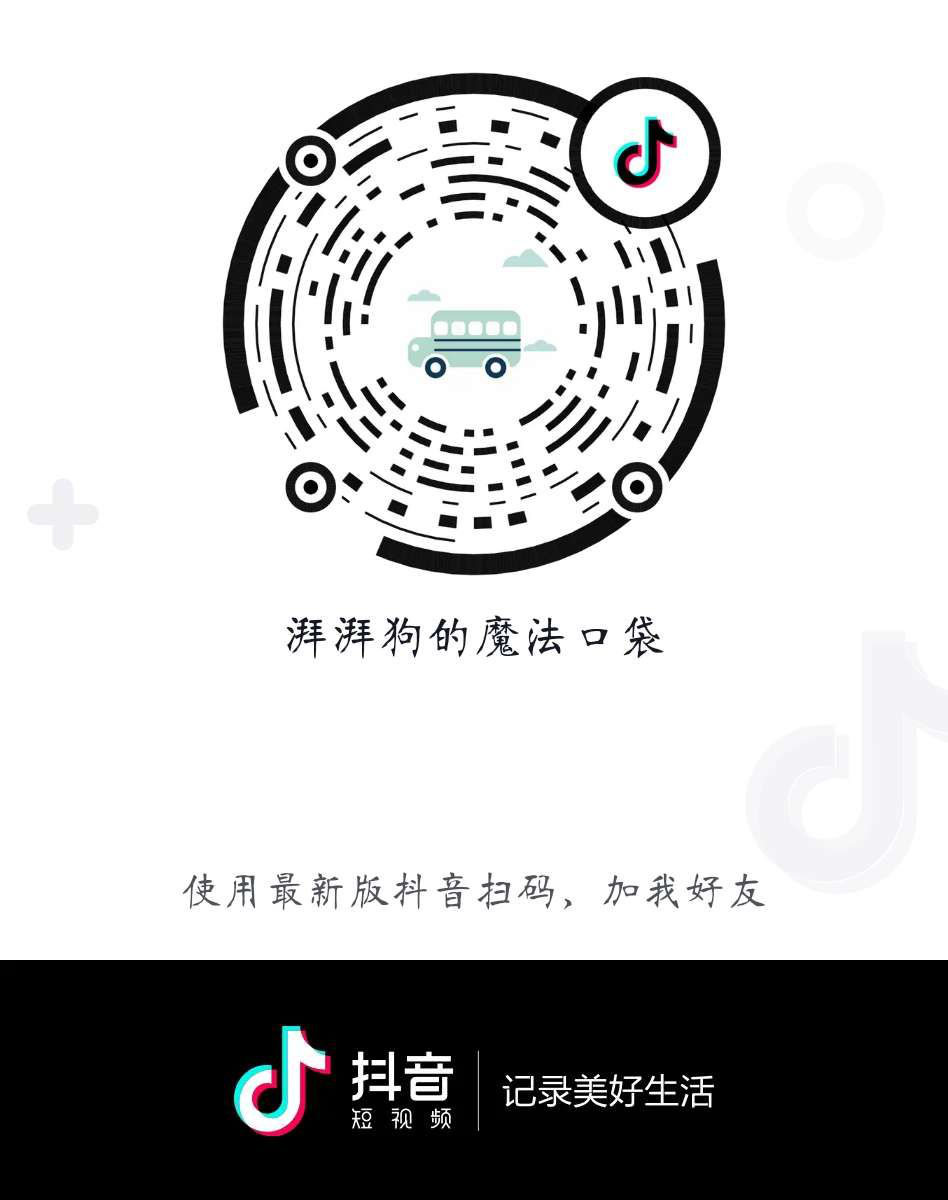 湃湃狗的魔法口袋
使用最新版抖音扫码，加我好友
抖音
短视频
记录美好生活